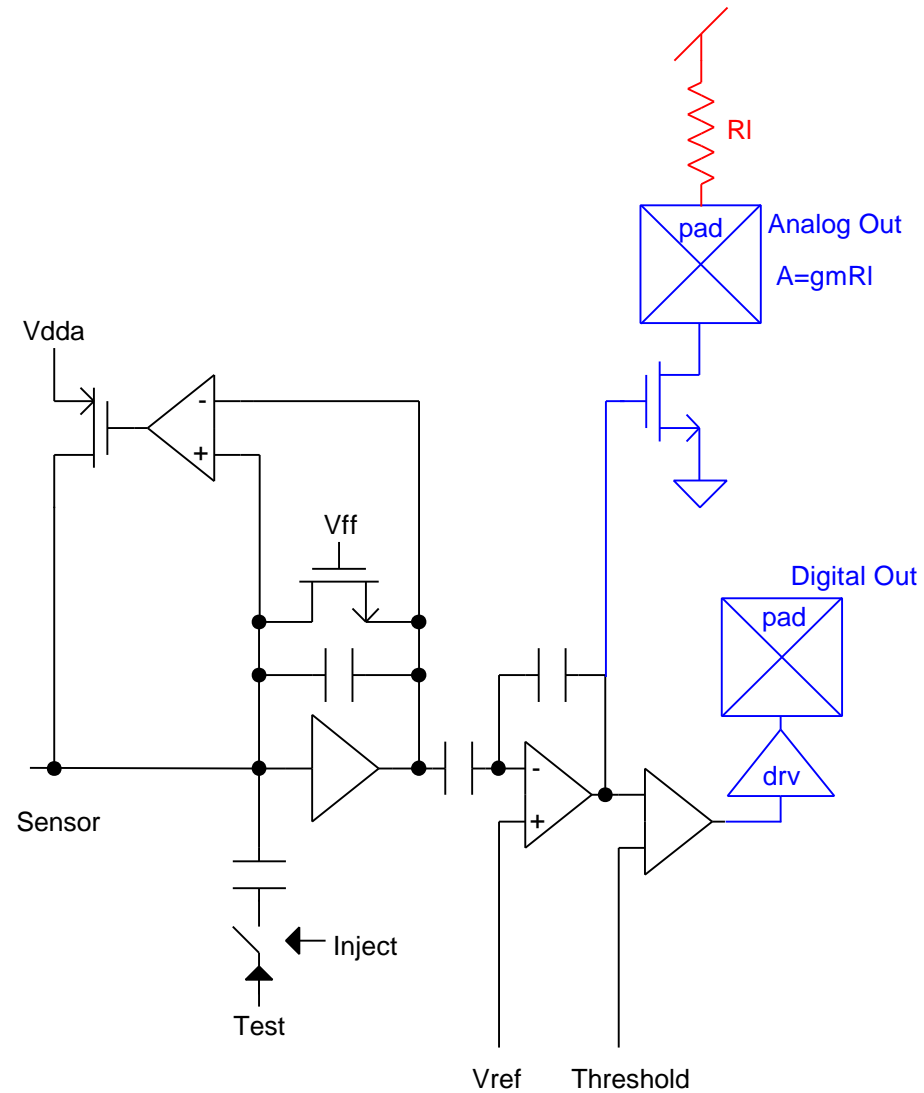 Rl
pad
Analog Out
A=gmRl
Vdda
-
+
Vff
Digital Out
pad
-
+
drv
Sensor
Inject
Test
Vref
Threshold